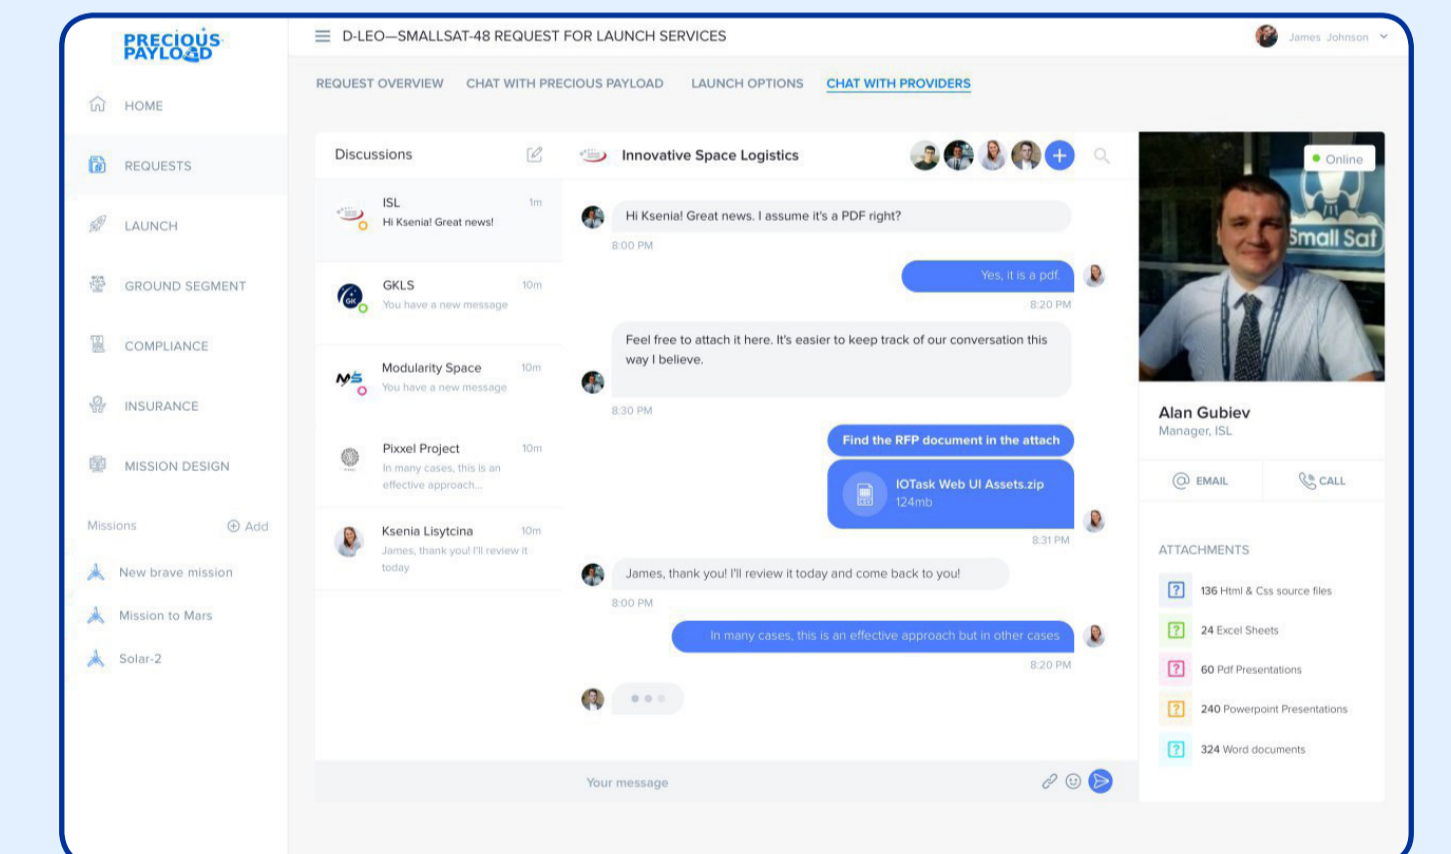 PRECIOUS
PAYLOAD
D-LEO—SMALLSAT-48 REQUEST FOR LAUNCH SERVICES
James Johnson
REQUEST OVERVIEW
CHAT WITH PRECIOUS PAYLOAD
LAUNCH OPTIONS
CHAT WITH PROVIDERS
HOME
REQUESTS
LAUNCH
GROUND SEGMENT
COMPLIANCE
INSURANCE
MISSION DESIGN
Missions
Add
New brave mission
Mission to Mars
Solar-2
Discussions
ISL
1m
Hi Ksenia! Great news!
GKLS
10m
You have a new message
Modularity Space
10m
You have a new message
Pixxel Project
10m
In many cases, this is an
effective approach...
Ksenia Lisytcina
10m
James, thank you! I'll review it
today
Innovative Space Logistics
Hi Ksenia! Great news. I assume it's a PDF right?
8:00 PM
Yes, it is a pdf.
8:20 PM
Feel free to attach it here. It's easier to keep track of our conversation this
way I believe.
8:30 PM
Find the RFP document in the attach
IOTask Web UI Assets.zip
124mb
8:31 PM
James, thank you! I'll review it today and come back to you!
8:00 PM
In many cases, this is an effective approach but in other cases
8:20 PM
Your message
Online
Small Sat
Alan Gubiev
Manager, ISL
EMAIL
CALL
ATTACHMENTS
136 Html & Css source files
24 Excel Sheets
60 Pdf Presentations
240 Powerpoint Presentations
324 Word documents